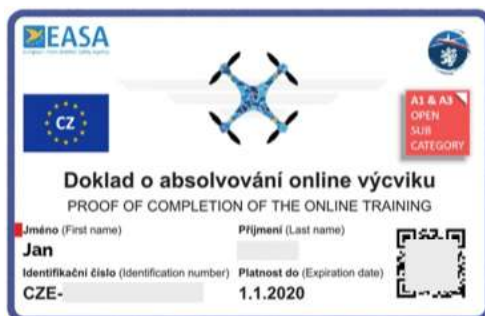 EASA
CZ
A1 & A3
OPEN
SUB
CATEGORY
Doklad o absolvování online výcviku
PROOF OF COMPLETION OF THE ONLINE TRAINING
Jméno (First name) Příjmení (Last name)
Jan
Identifikační číslo (Identification number) Platnost do (Expiration date)
CZE- 1.1.2020